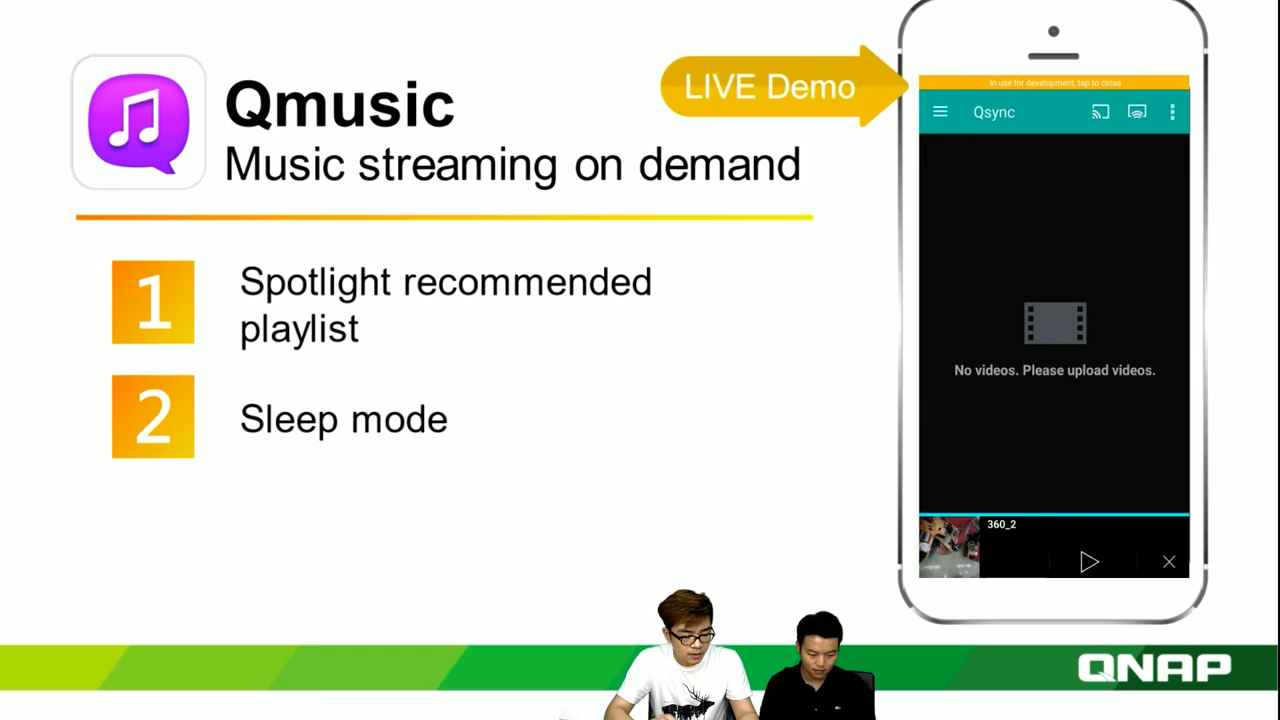 Qmusic
Music streaming on demand
LIVE Demo
1
Spotlight recommended
playlist
2
Sleep mode
In use for development, tap to close
Qsync
No videos. Please upload videos.
360_2
QNAP